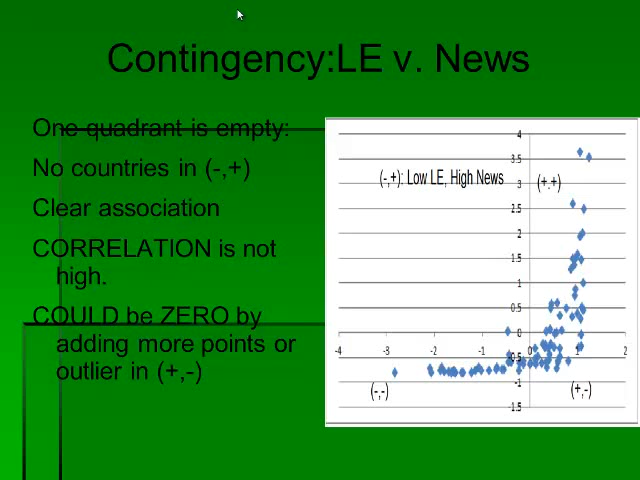 Contingency:LE v. News
One quadrant is empty:
No countries in (-,+)
Clear association
CORRELATION is not
high.
COULD be ZERO by
adding more points or
outlier in (+,-)
4
3.5
(-,+): Low LE, High News
(+.+)
3
2.5
2
1.5
1
0.5
0
-4 -3 -2 -1 0 1 2
-0.5
-1
(-,-)
(+,-)
-1.5